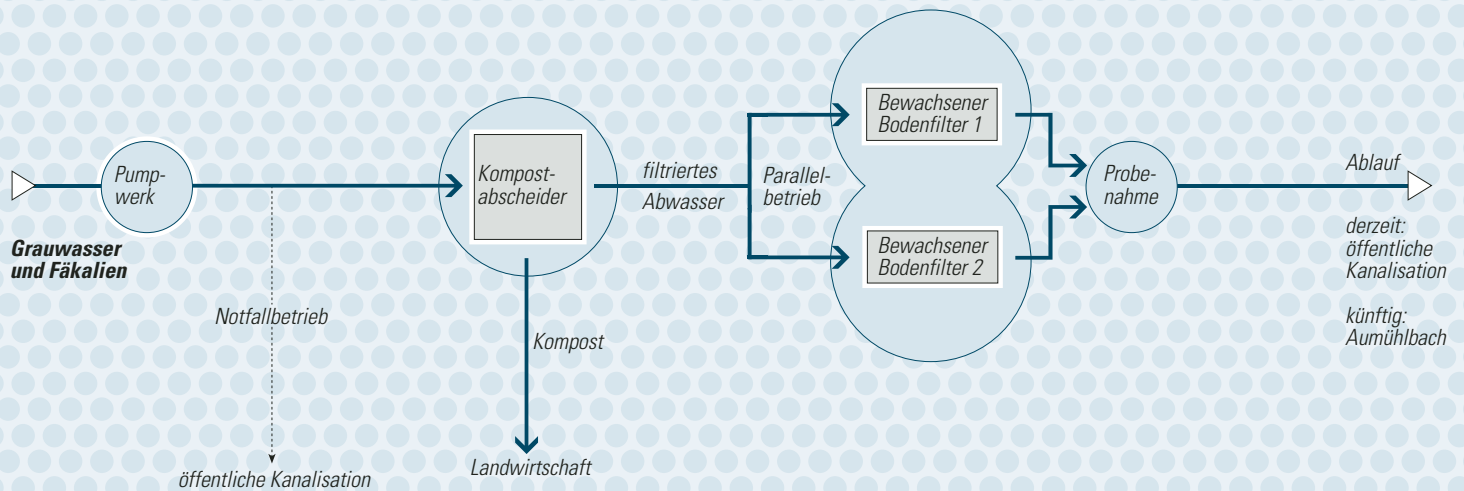 Grauwasser
und Fäkalien
Pump-
werk
Notfallbetrieb
öffentliche Kanalisation
Kompost-
abscheider
Kompost
Landwirtschaft
filtriertes
Abwasser
Parallel-
betrieb
Bewachsener
Bodenfilter 1
Bewachsener
Bodenfilter 2
Probe-
nahme
Ablauf
derzeit:
öffentliche
Kanalisation
künftig:
Aumühlbach